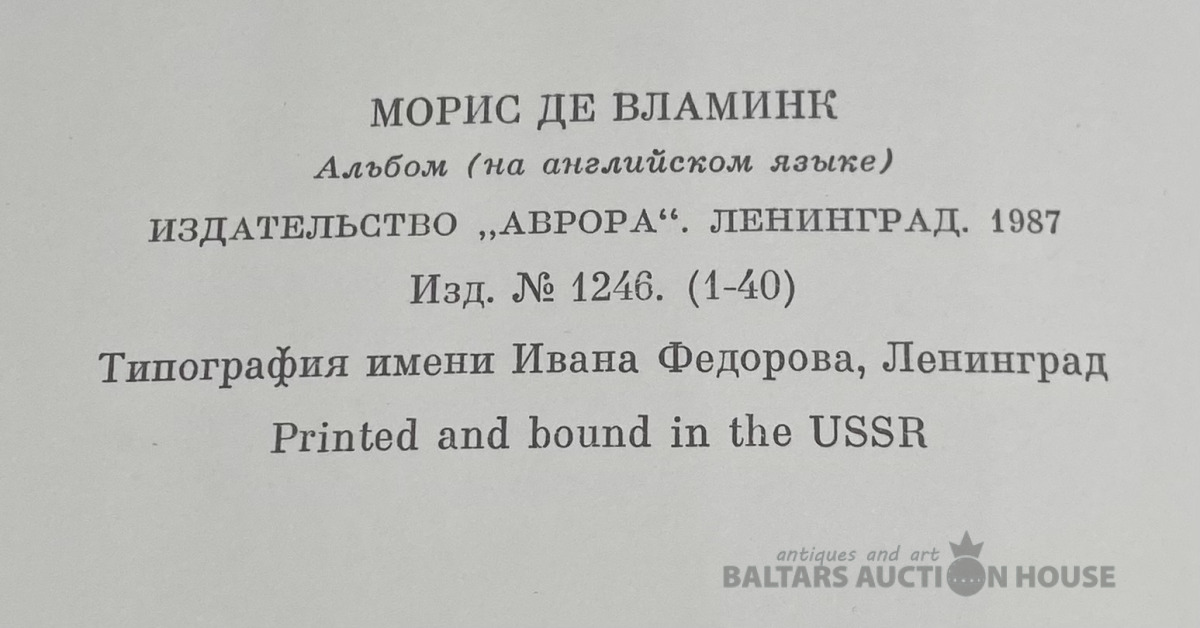 МОРИС ДЕ ВЛАМИНК
Альбом (на английском языке)
ИЗДАТЕЛЬСТВО „АВРОРА“. ЛЕНИНГРАД. 1987
Изд. № 1246. (1-40)
Типография имени Ивана Федорова, Ленинград
Printed and bound in the USSR
antiques and art
BALTARS AUCTION HOUSE